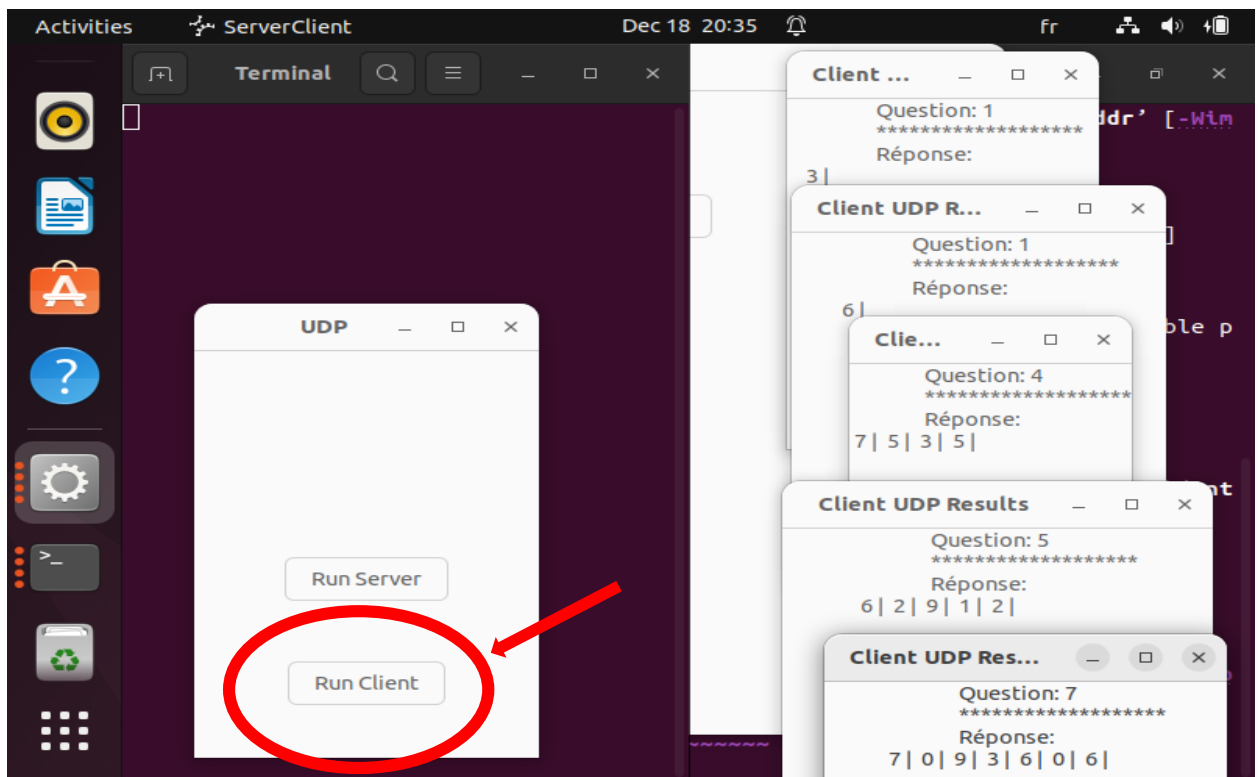 Activities ServerClient Dec 18 20:35 fr
Terminal
UDP
Run Server
Run Client
Client ...
Question: 1
*******************
Réponse:
3|
Client UDP R...
Question: 1
*******************
Réponse:
6|
Clie...
Question: 4
*******************
Réponse:
7| 5| 3| 5|
Client UDP Results
Question: 5
*******************
Réponse:
6| 2| 9| 1| 2|
Client UDP Res...
Question: 7
*******************
Réponse:
7| 0| 9| 3| 6| 0| 6|
ddr’ [-Wim
]
ble p
nt
~~~~~~